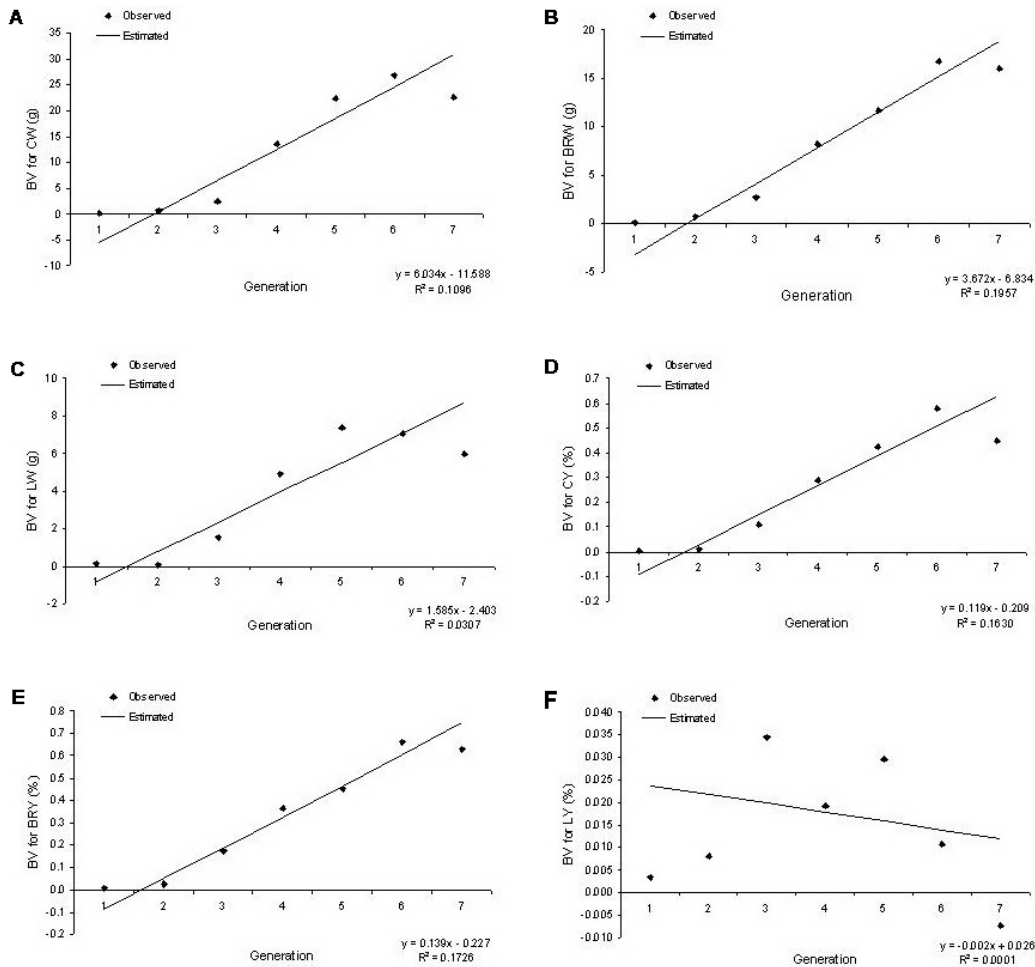 A
Observed
Estimated
35
30
25
20
15
10
5
0
-5
-10
BV for CW (g)
1 2 3 4 5 6 7
Generation
y = 6.034x - 11.588
R² = 0.1096
B
Observed
Estimated
20
15
10
5
0
-5
BV for BRW (g)
1 2 3 4 5 6 7
Generation
y = 3.672x - 6.834
R² = 0.1957
C
Observed
Estimated
10
8
6
4
2
0
-2
BV for LW (g)
1 2 3 4 5 6 7
Generation
y = 1.585x - 2.403
R² = 0.0307
D
Observed
Estimated
0.7
0.6
0.5
0.4
0.3
0.2
0.1
0.0
-0.1
-0.2
BV for CY (%)
1 2 3 4 5 6 7
Generation
y = 0.119x - 0.209
R² = 0.1630
E
Observed
Estimated
0.8
0.7
0.6
0.5
0.4
0.3
0.2
0.1
0.0
-0.1
-0.2
BV for BRY (%)
1 2 3 4 5 6 7
Generation
y = 0.139x - 0.227
R² = 0.1726
F
Observed
Estimated
0.040
0.035
0.030
0.025
0.020
0.015
0.010
0.005
0.000
-0.005
-0.010
BV for LY (%)
1 2 3 4 5 6 7
Generation
y = -0.002x + 0.026
R² = 0.0001